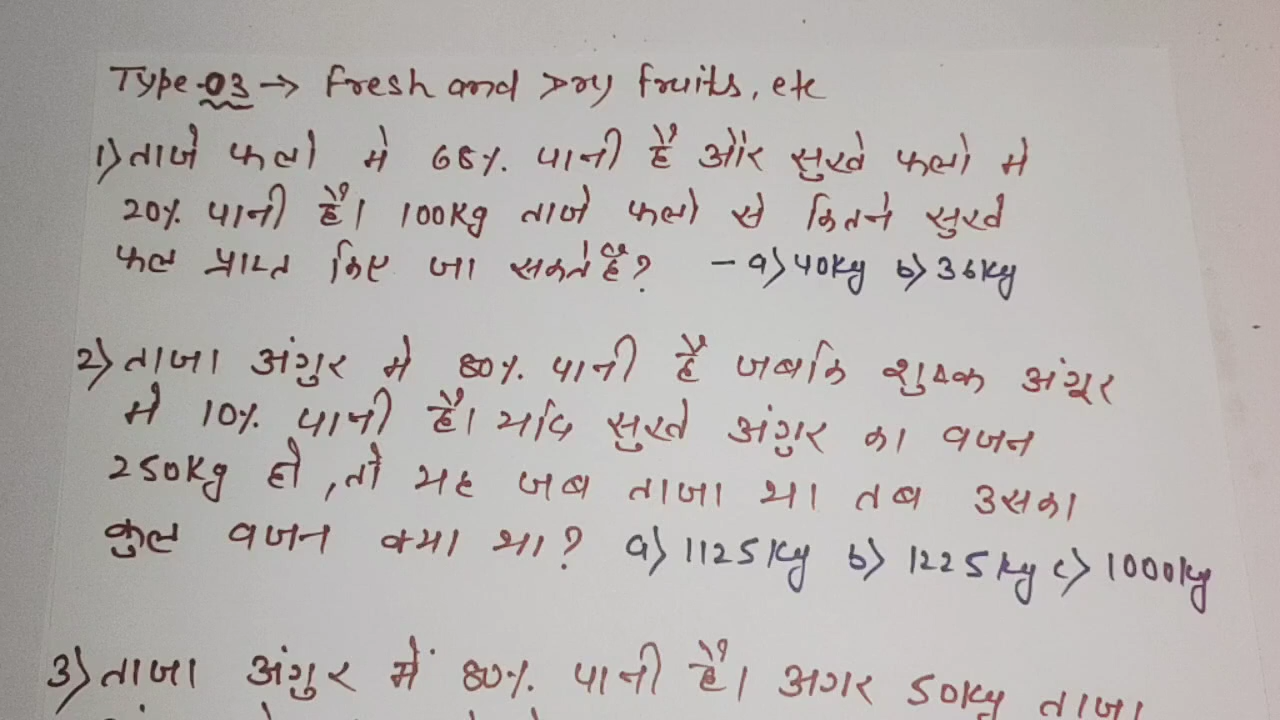 Type-03 → Fresh and Dry fruits, etc
1) ताजे फलो मे 68% पानी हैं और सुखे फलो मे
20% पानी हैं। 100Kg ताजे फलो से कितने सुखे
फल प्राप्त किए जा सकते हैं? - a) 40Kg b) 36Kg
2) ताजा अंगुर मे 80% पानी हैं जबकि शुष्क अंगूर
मे 10% पानी हैं। यदि सुखे अंगुर का वजन
250Kg हो, तो यह जब ताजा था तब उसका
कुल वजन क्या था? a) 1125Kg b) 1225Kg c) 1000Kg
3) ताजा अंगुर में 80% पानी हैं। अगर 50Kg ताजा